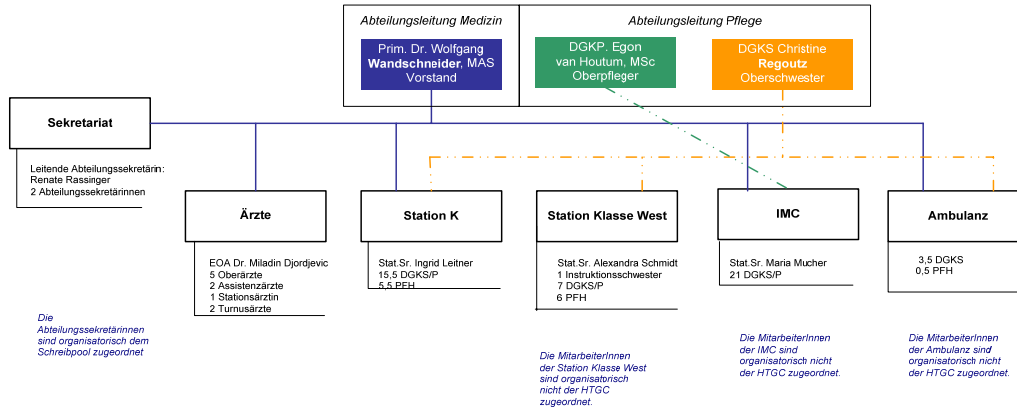 Abteilungsleitung Medizin
Abteilungsleitung Pflege
Prim. Dr. Wolfgang
Wandschneider, MAS
Vorstand
DGKP. Egon
van Houtum, MSc
Oberpfleger
DGKS Christine
Regoutz
Oberschwester
Sekretariat
Leitende Abteilungssekretärin:
Renate Rassinger
2 Abteilungssekretärinnen
Ärzte
EOA Dr. Miladin Djordjevic
5 Oberärzte
2 Assistenzärzte
1 Stationsärztin
2 Turnusärzte
Station K
Stat.Sr. Ingrid Leitner
15,5 DGKS/P
5,5 PFH
Station Klasse West
Stat.Sr. Alexandra Schmidt
1 Instruktionsschwester
7 DGKS/P
6 PFH
IMC
Stat.Sr. Maria Mucher
21 DGKS/P
Ambulanz
3,5 DGKS
0,5 PFH
Die
Abteilungssekretärinnen
sind organisatorisch dem
Schreibpool zugeordnet
Die MitarbeiterInnen
der Station Klasse West
sind organisatorisch
nicht der HTGC
zugeordnet.
Die MitarbeiterInnen
der IMC sind
organisatorisch nicht
der HTGC zugeordnet.
Die MitarbeiterInnen
der Ambulanz sind
organisatorisch nicht
der HTGC zugeordnet.